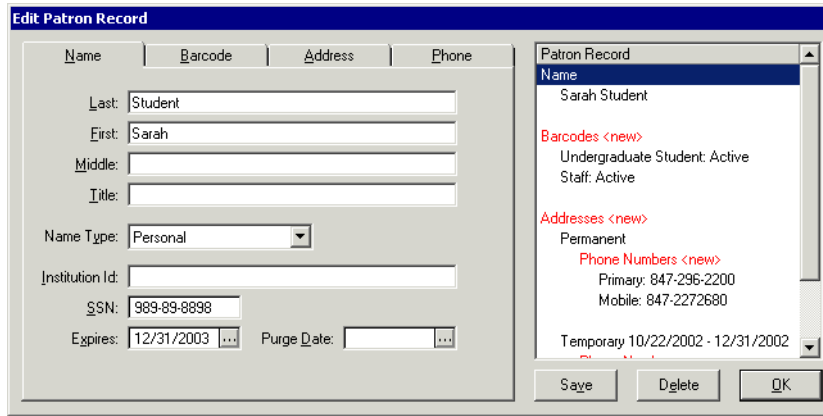 Edit Patron Record
Name Barcode Address Phone
Last: Student
First: Sarah
Middle:
Title:
Name Type: Personal
Institution Id:
SSN: 989-89-8898
Expires: 12/31/2003 ... Purge Date: ...
Patron Record
Name
Sarah Student
Barcodes <new>
Undergraduate Student: Active
Staff: Active
Addresses <new>
Permanent
Phone Numbers <new>
Primary: 847-296-2200
Mobile: 847-2272680
Temporary 10/22/2002 - 12/31/2002
Save Delete OK